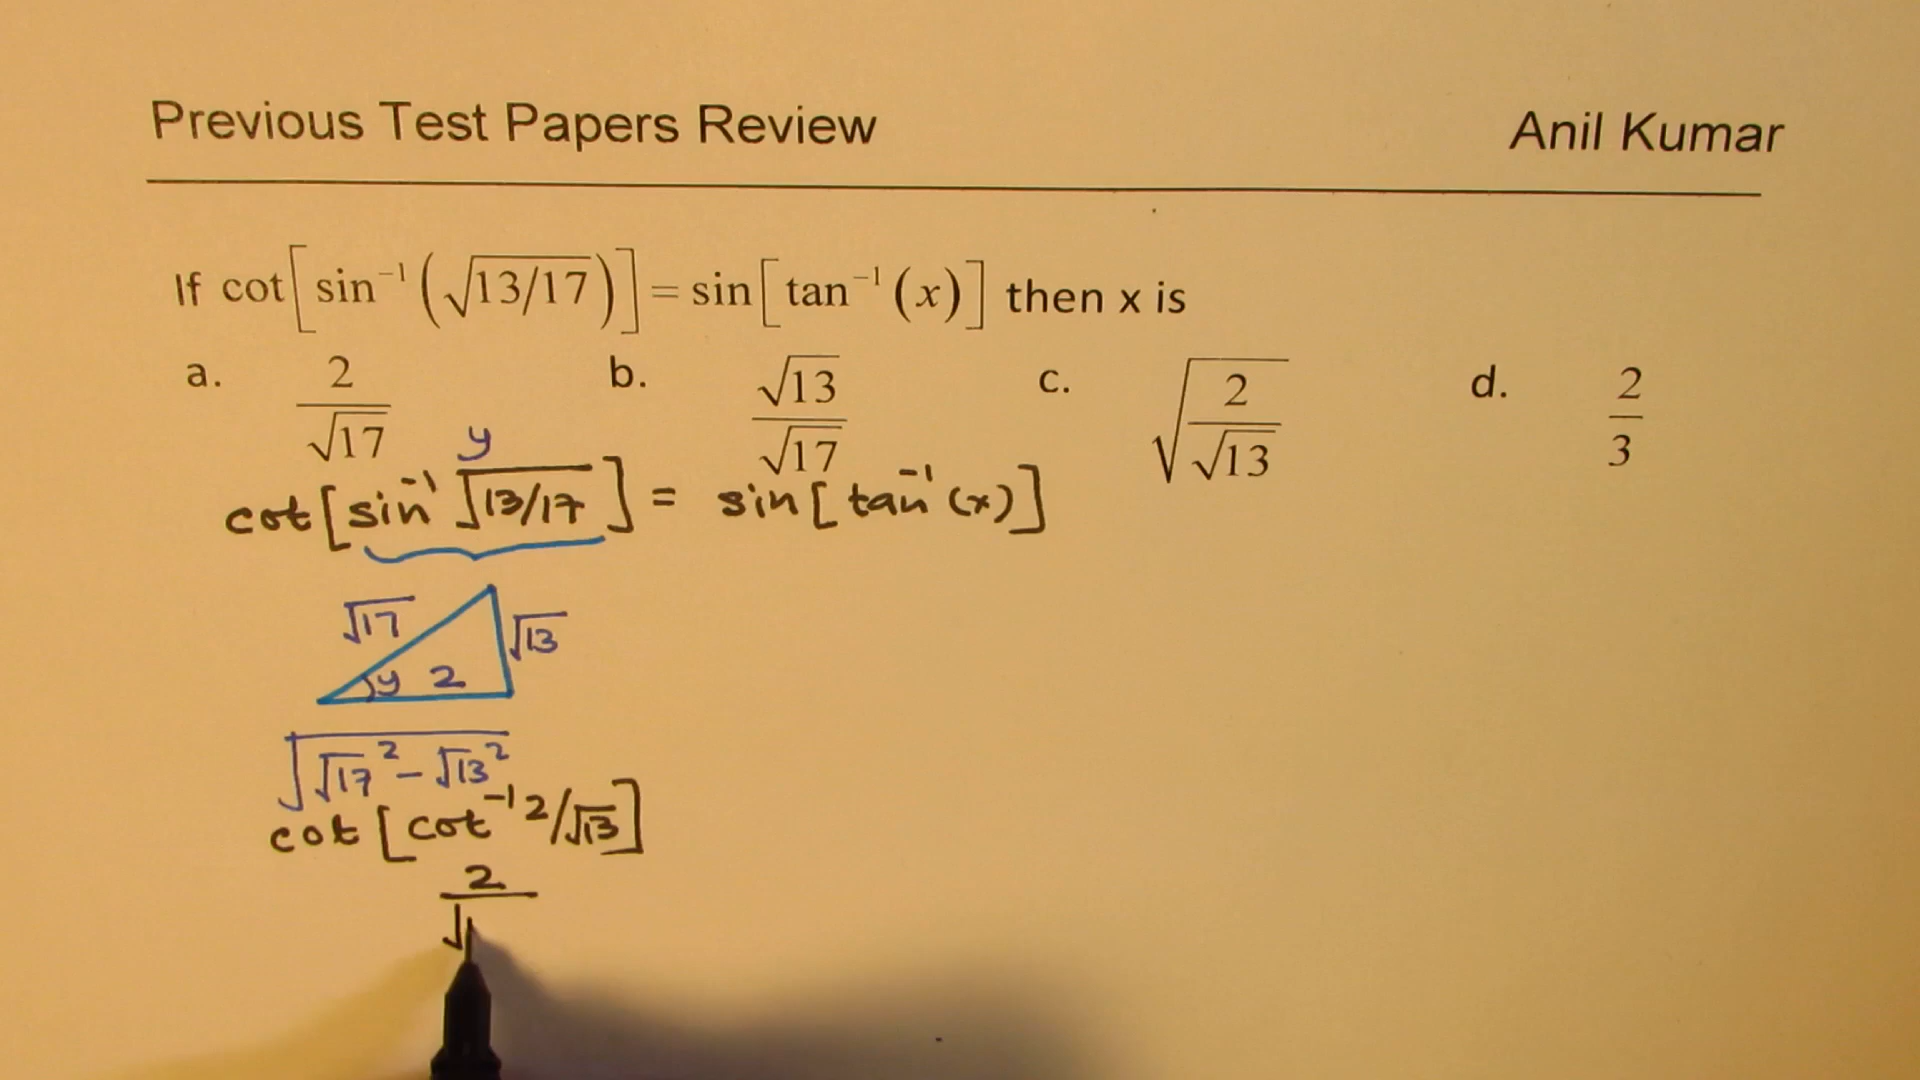 Previous Test Papers Review Anil Kumar
If cot[sin⁻¹(√13/17)] = sin[tan⁻¹(x)] then x is
a. 2/√17 b. √13/√17 c. √(2/√13) d. 2/3
y
cot[sin⁻¹ √13/17] = sin[tan⁻¹(x)]
√17 √13
y 2
√(√17² − √13²)
cot[cot⁻¹ 2/√13]
2
√1